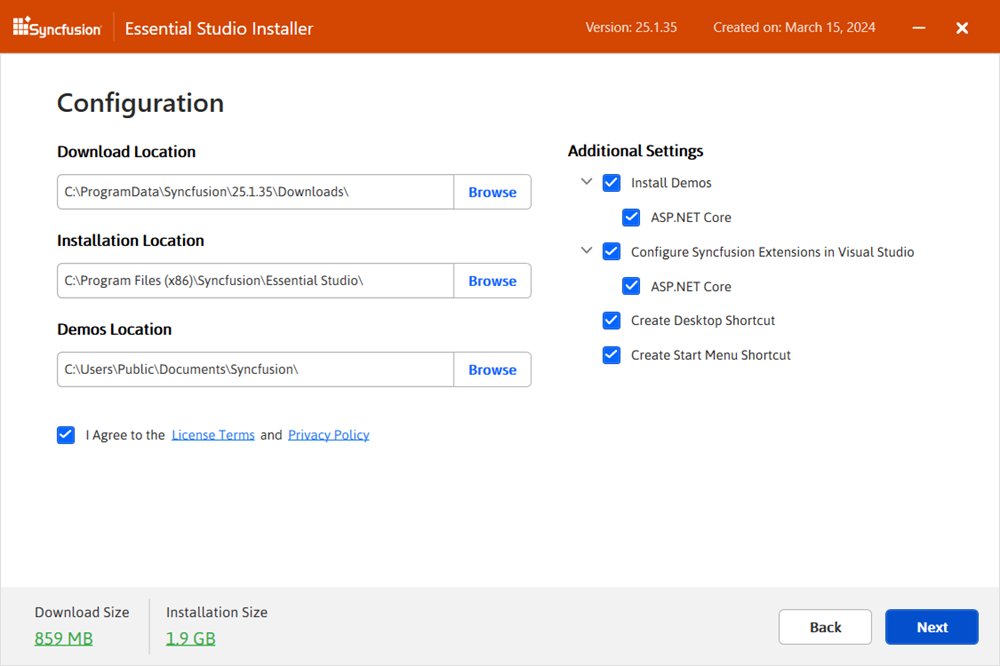 Syncfusion Essential Studio Installer Version: 25.1.35 Created on: March 15, 2024
Configuration
Download Location
C:\ProgramData\Syncfusion\25.1.35\Downloads\ Browse
Installation Location
C:\Program Files (x86)\Syncfusion\Essential Studio\ Browse
Demos Location
C:\Users\Public\Documents\Syncfusion\ Browse
I Agree to the License Terms and Privacy Policy
Additional Settings
Install Demos
ASP.NET Core
Configure Syncfusion Extensions in Visual Studio
ASP.NET Core
Create Desktop Shortcut
Create Start Menu Shortcut
Download Size
859 MB
Installation Size
1.9 GB
Back
Next